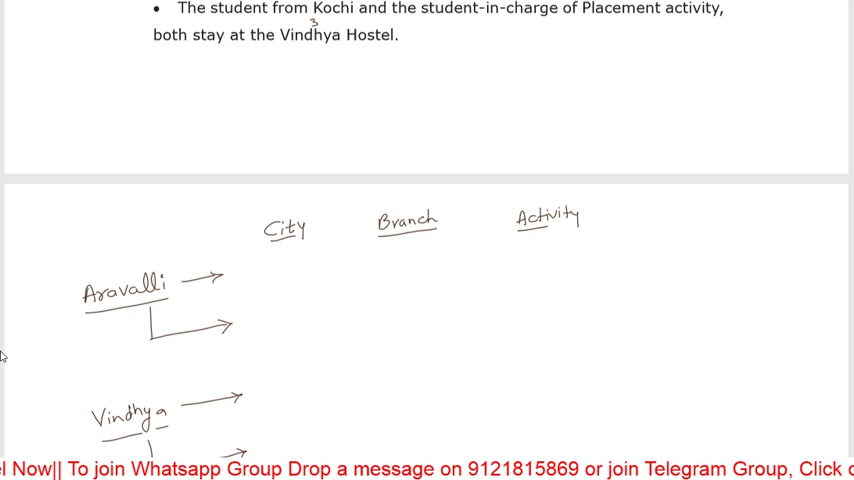 • The student from Kochi and the student-in-charge of Placement activity,
3
both stay at the Vindhya Hostel.
City Branch Activity
Aravalli
Vindhya
l Now|| To join Whatsapp Group Drop a message on 9121815869 or join Telegram Group, Click o